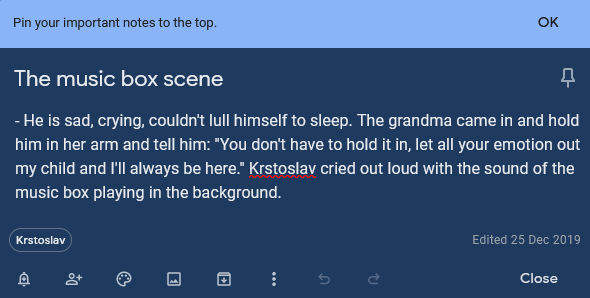 Pin your important notes to the top.
OK
The music box scene
- He is sad, crying, couldn't lull himself to sleep. The grandma came in and hold
him in her arm and tell him: "You don't have to hold it in, let all your emotion out
my child and I'll always be here." Krstoslav cried out loud with the sound of the
music box playing in the background.
Krstoslav
Edited 25 Dec 2019
Close